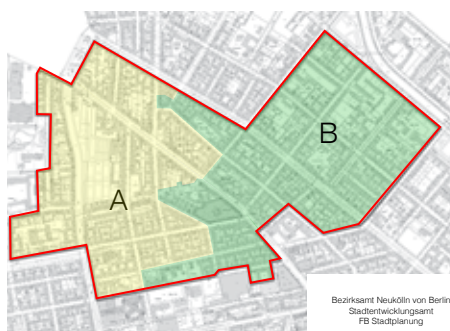 B
A
Bezirksamt Neukölln von Berlin
Stadtentwicklungsamt
FB Stadtplanung